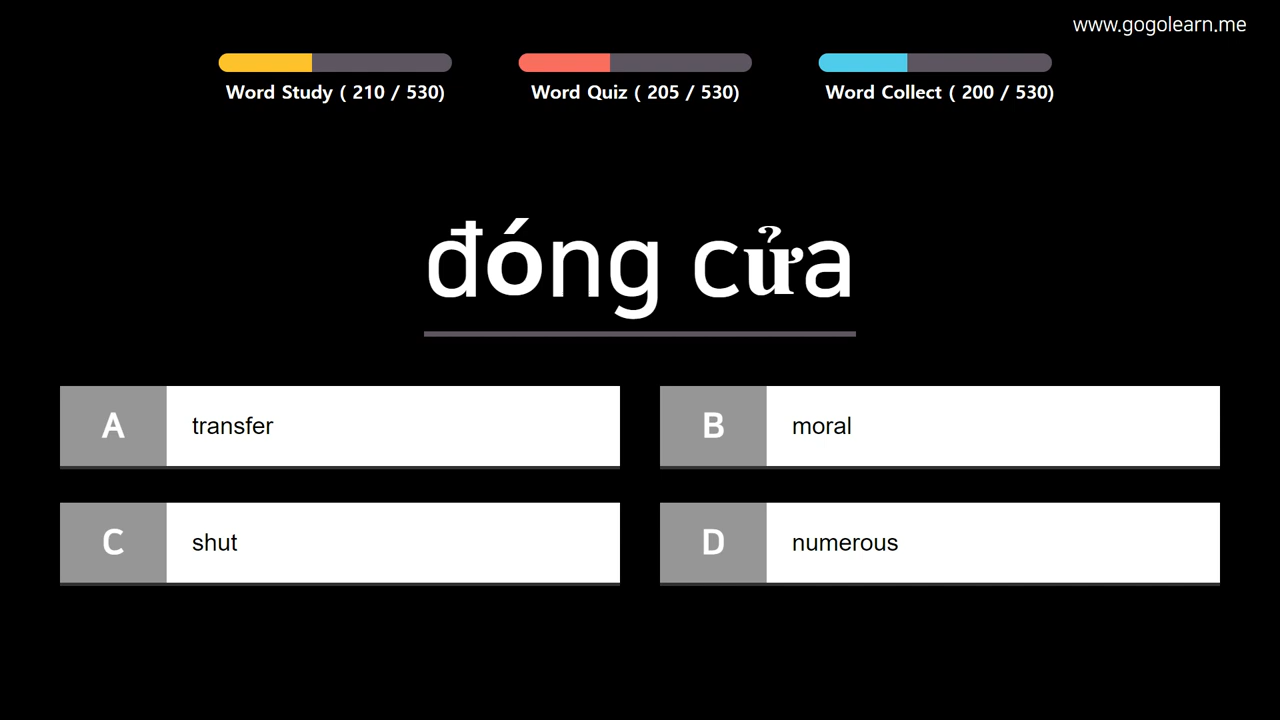 www.gogolearn.me
Word Study ( 210 / 530)
Word Quiz ( 205 / 530)
Word Collect ( 200 / 530)
đóng cửa
A transfer
B moral
C shut
D numerous